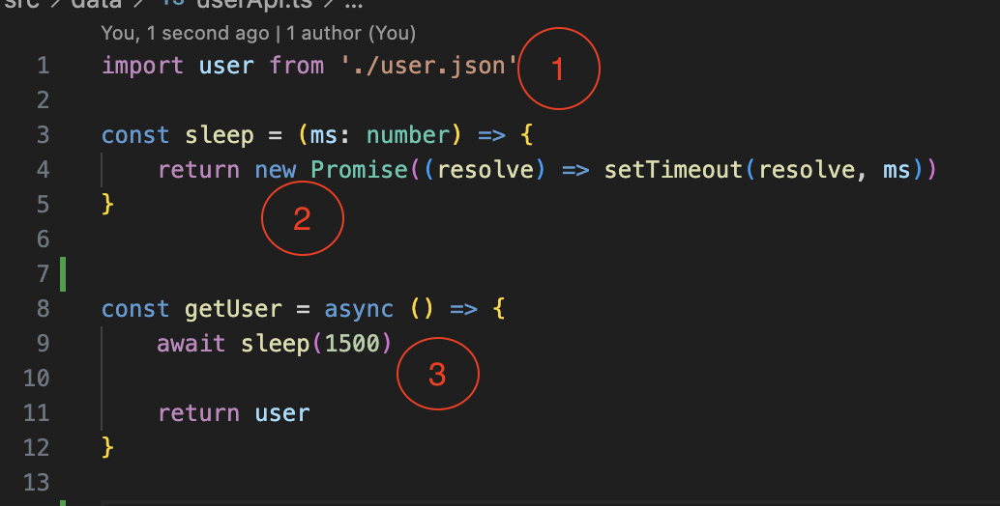 src > data > TS userApi.ts > ...
You, 1 second ago | 1 author (You)
1 import user from './user.json' 1
2
3 const sleep = (ms: number) => {
4 return new Promise((resolve) => setTimeout(resolve, ms))
5 }
2
6
7
8 const getUser = async () => {
9 await sleep(1500)
3
10
11 return user
12 }
13